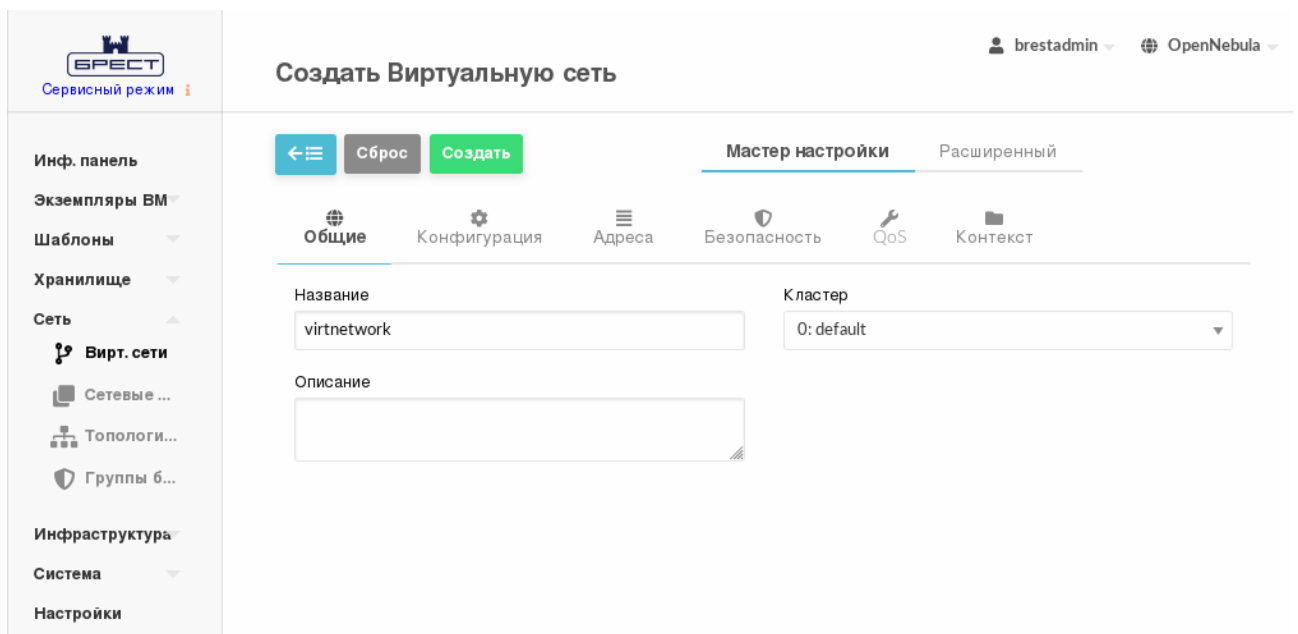 БРЕСТ
Сервисный режим i
brestadmin
OpenNebula
Создать Виртуальную сеть
Сброс
Создать
Мастер настройки
Расширенный
Общие
Конфигурация
Адреса
Безопасность
QoS
Контекст
Название
Кластер
virtnetwork
0: default
Описание
Инф. панель
Экземпляры ВМ
Шаблоны
Хранилище
Сеть
Вирт. сети
Сетевые ...
Топологи...
Группы б...
Инфраструктура
Система
Настройки